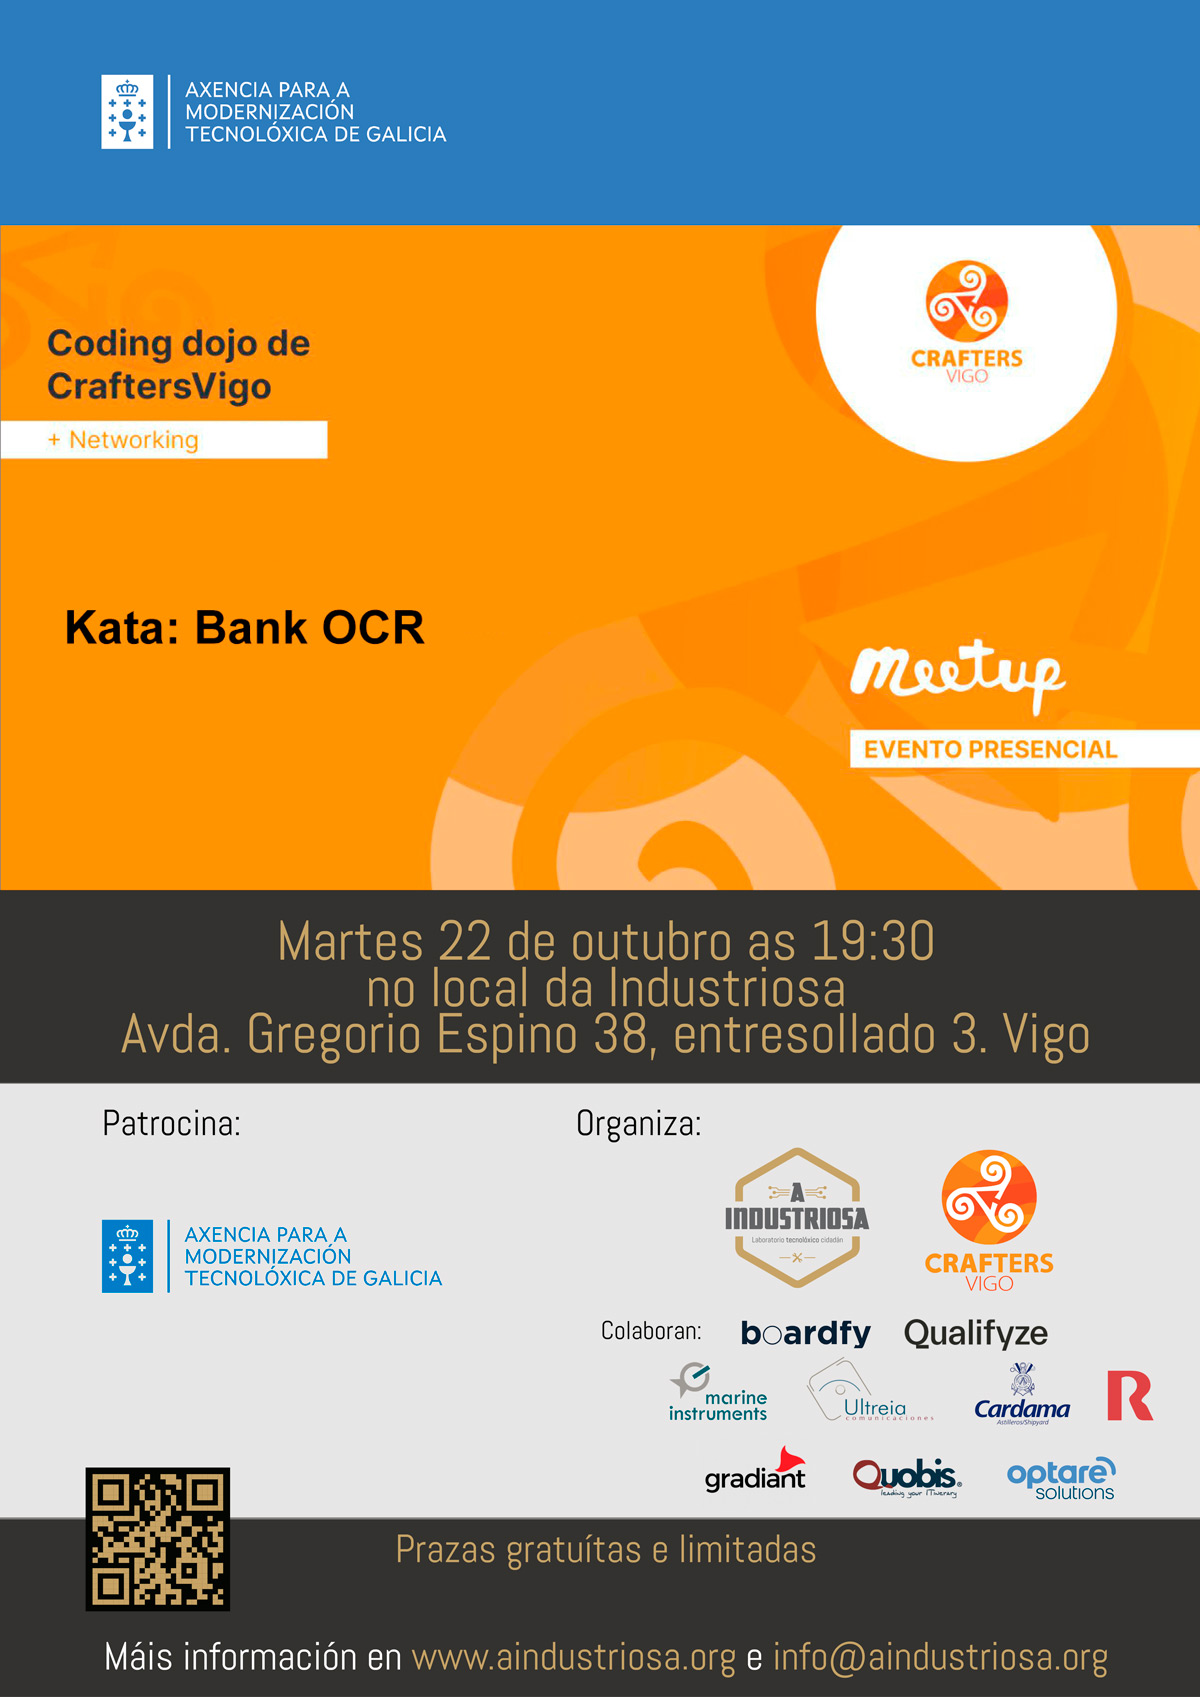 AXENCIA PARA A
MODERNIZACIÓN
TECNOLÓXICA DE GALICIA
CRAFTERS
VIGO
Coding dojo de
CraftersVigo
+ Networking
Kata: Bank OCR
meetup
EVENTO PRESENCIAL
Martes 22 de outubro as 19:30
no local da Industriosa
Avda. Gregorio Espino 38, entresollado 3. Vigo
Patrocina:
AXENCIA PARA A
MODERNIZACIÓN
TECNOLÓXICA DE GALICIA
Organiza:
A
INDUSTRIOSA
Laboratorio tecnolóxico cidadán
CRAFTERS
VIGO
Colaboran:
boardfy
Qualifyze
marine
instruments
Ultreia
comunicaciones
Cardama
Astilleros/Shipyard
R
gradiant
Quobis®
leading your ITinerary
optare
solutions
Prazas gratuítas e limitadas
Máis información en www.aindustriosa.org e info@aindustriosa.org